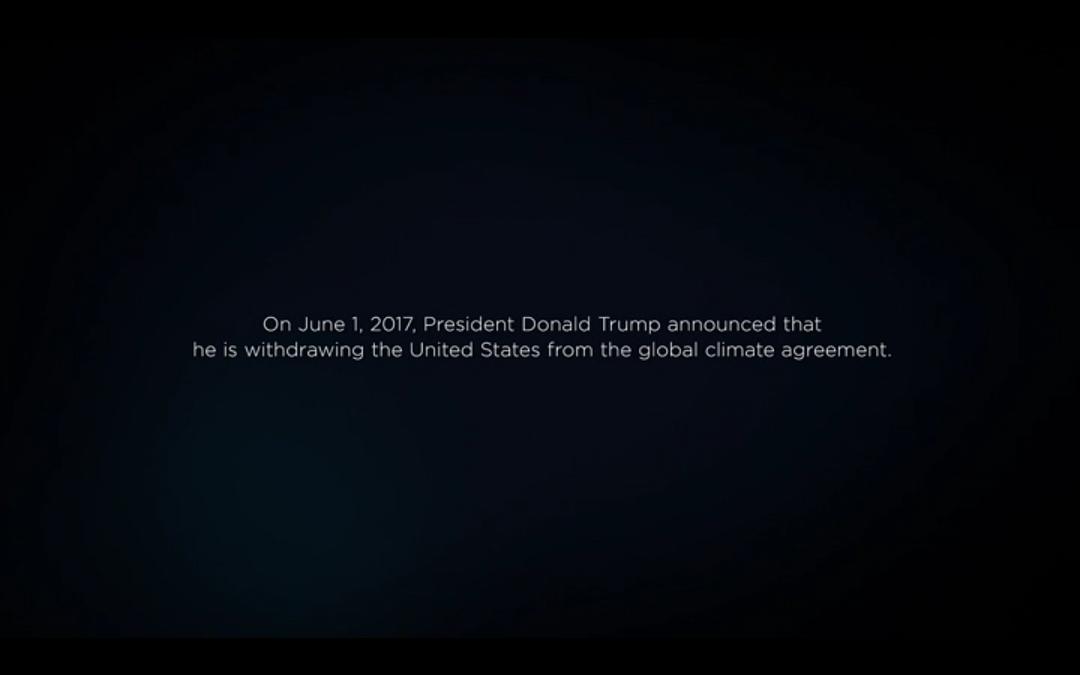 On June 1, 2017, President Donald Trump announced that
he is withdrawing the United States from the global climate agreement.